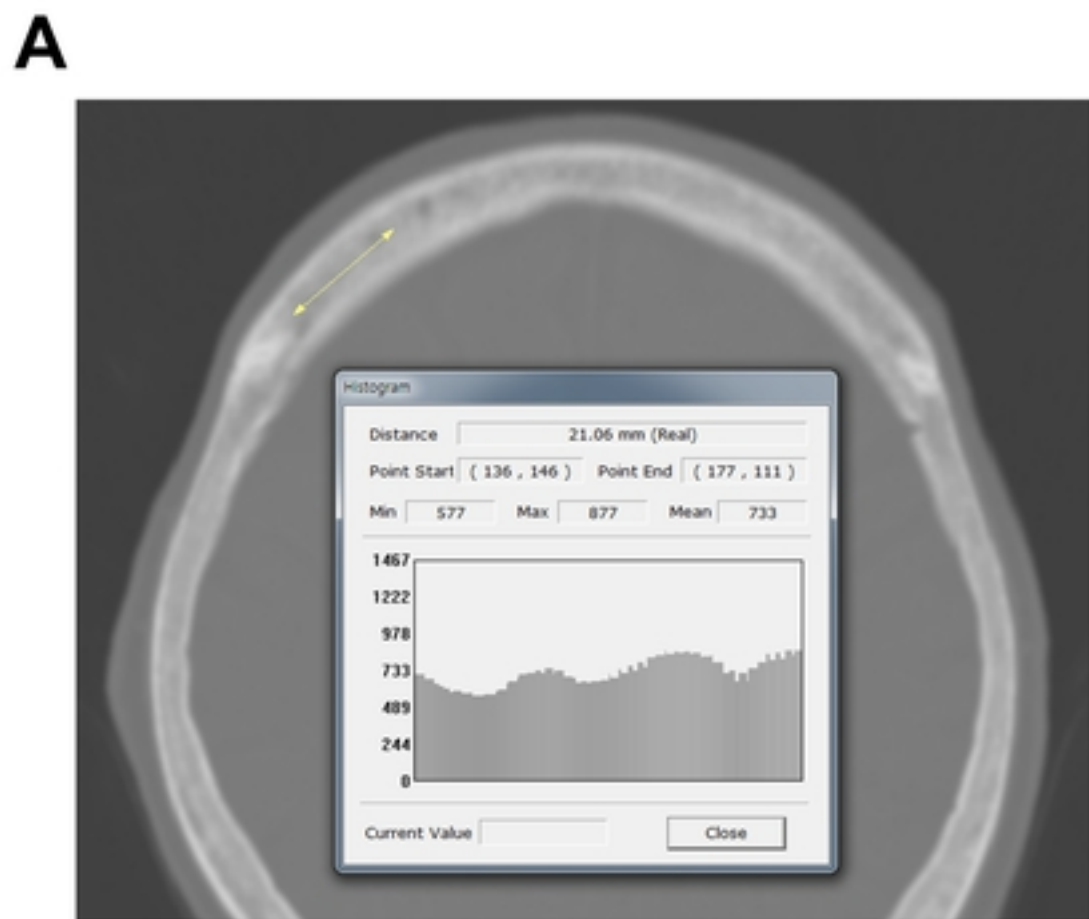 A
Histogram
Distance 21.06 mm (Real)
Point Start ( 136 , 146 ) Point End ( 177 , 111 )
Min 577 Max 877 Mean 733
1467
1222
978
733
489
244
0
Current Value Close